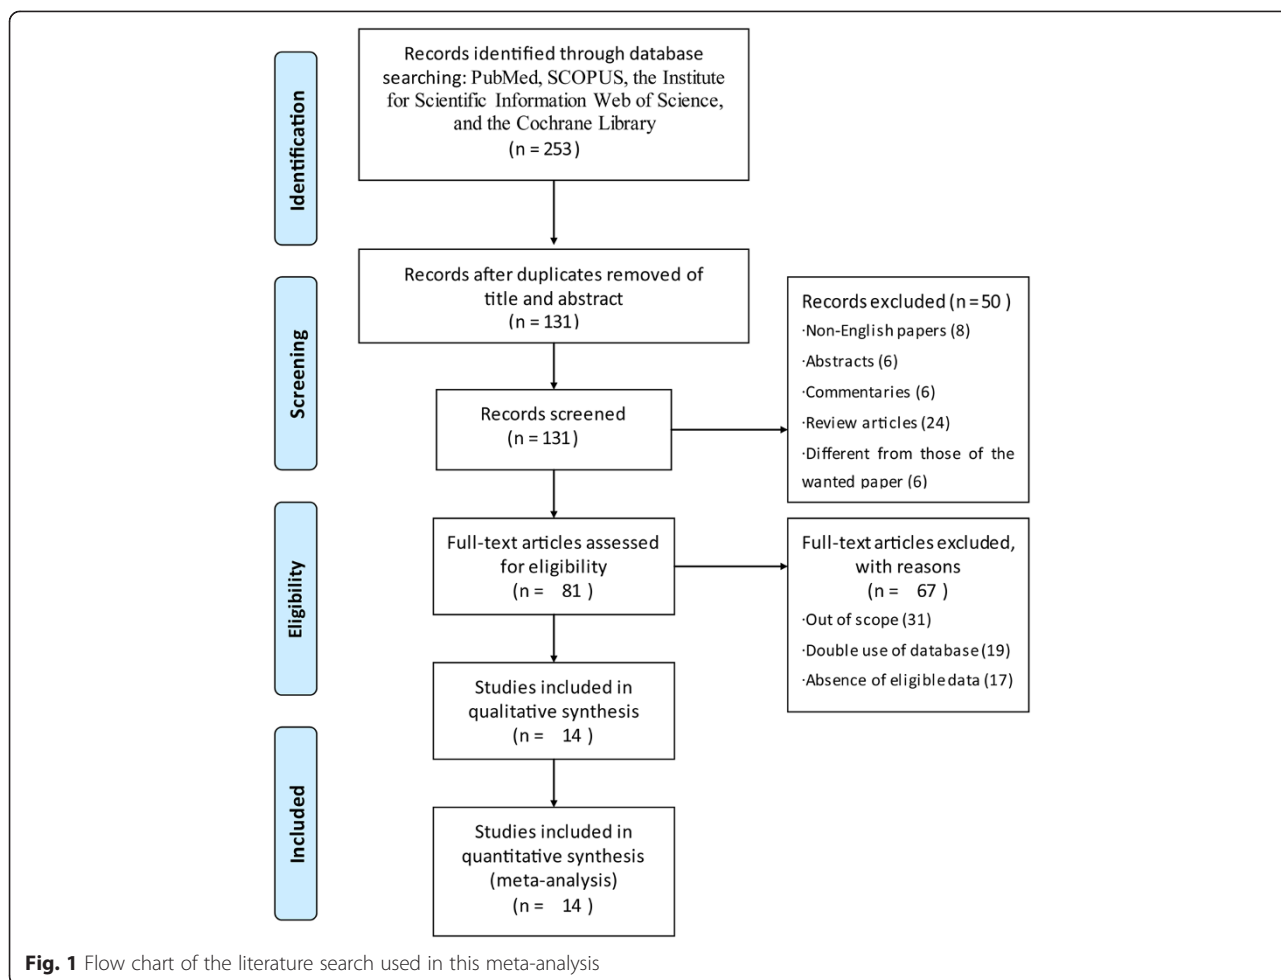 Identification
Records identified through database
searching: PubMed, SCOPUS, the Institute
for Scientific Information Web of Science,
and the Cochrane Library
(n = 253 )
Screening
Records after duplicates removed of
title and abstract
(n = 131)
Records screened
(n = 131)
Records excluded (n = 50 )
·Non-English papers (8)
·Abstracts (6)
·Commentaries (6)
·Review articles (24)
·Different from those of the
wanted paper (6)
Eligibility
Full-text articles assessed
for eligibility
(n = 81 )
Full-text articles excluded,
with reasons
(n = 67 )
·Out of scope (31)
·Double use of database (19)
·Absence of eligible data (17)
Studies included in
qualitative synthesis
(n = 14 )
Included
Studies included in
quantitative synthesis
(meta-analysis)
(n = 14 )
Fig. 1 Flow chart of the literature search used in this meta-analysis